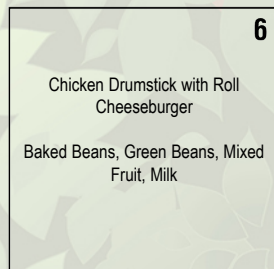 6
Chicken Drumstick with Roll
Cheeseburger
Baked Beans, Green Beans, Mixed
Fruit, Milk